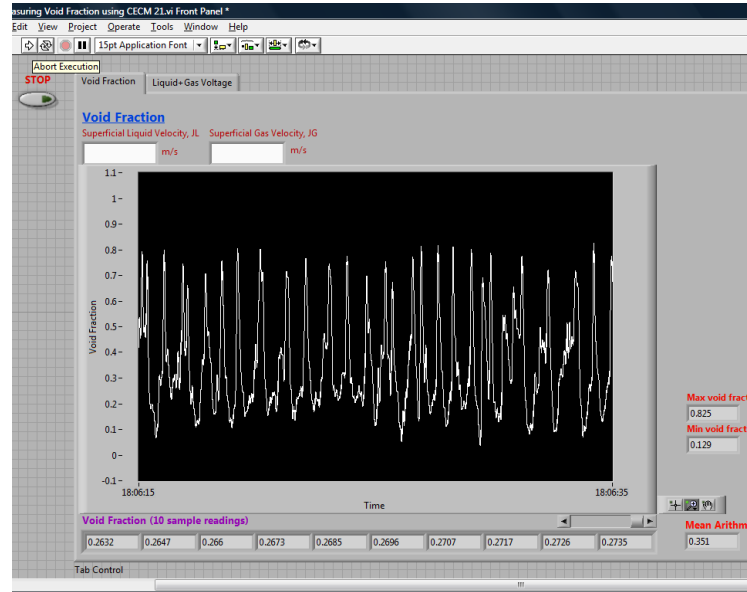 asuring Void Fraction using CECM 21.vi Front Panel *
Edit View Project Operate Tools Window Help
15pt Application Font
Abort Execution
STOP
Void Fraction Liquid+Gas Voltage
Void Fraction
Superficial Liquid Velocity, JL Superficial Gas Velocity, JG
m/s m/s
1.1-
1-
0.9-
0.8-
0.7-
0.6-
0.5-
0.4-
0.3-
0.2-
0.1-
0-
-0.1-
Void Fraction
18:06:15 18:06:35
Time
Max void fract
0.825
Min void fract
0.129
Void Fraction (10 sample readings)
0.2632 0.2647 0.266 0.2673 0.2685 0.2696 0.2707 0.2717 0.2726 0.2735
Mean Arithm
0.351
Tab Control